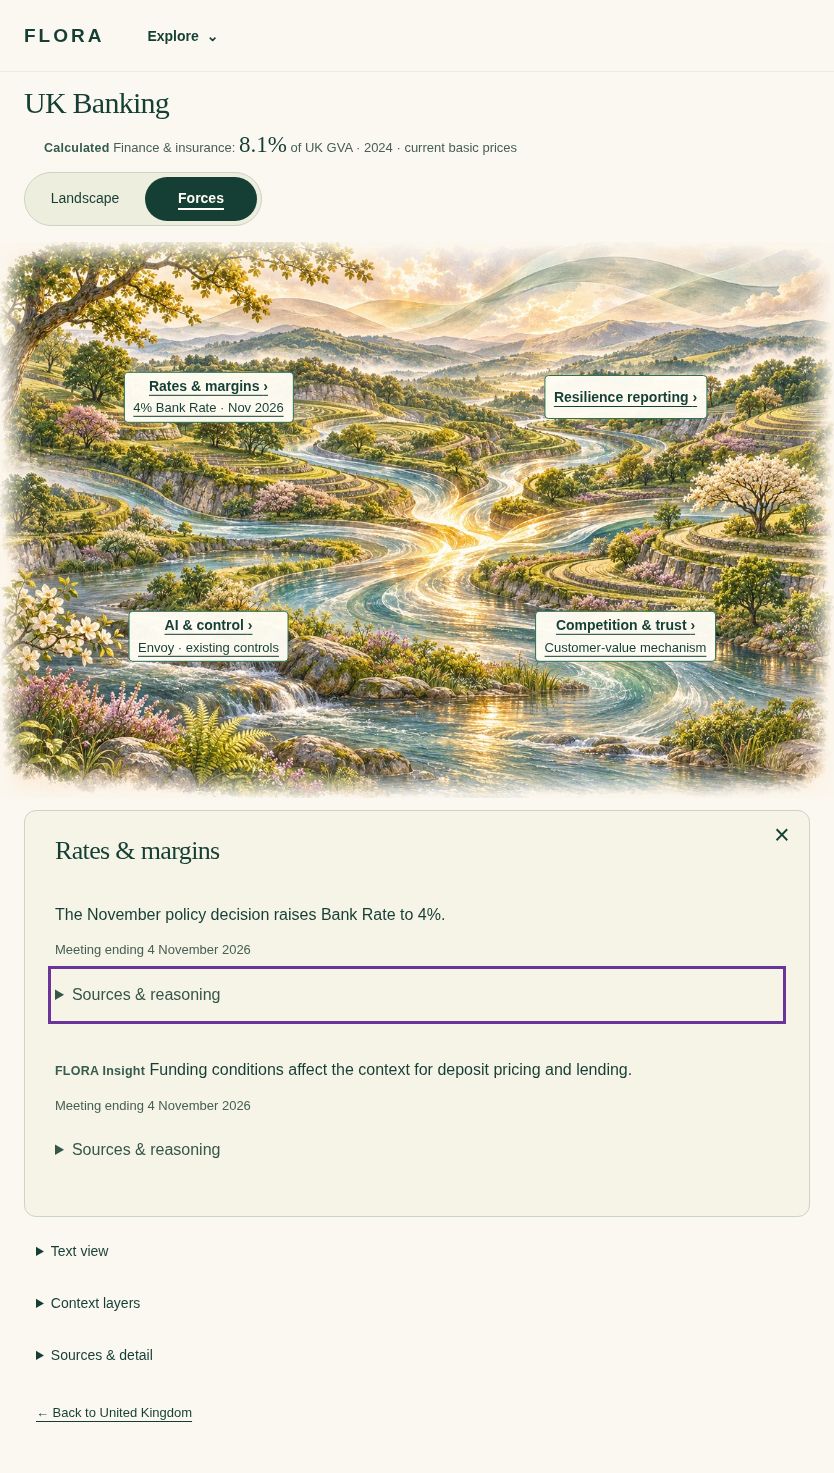 FLORA
Explore ⌄
UK Banking
Calculated Finance & insurance: 8.1% of UK GVA · 2024 · current basic prices
Landscape
Forces
Rates & margins ›
4% Bank Rate · Nov 2026
Resilience reporting ›
AI & control ›
Envoy · existing controls
Competition & trust ›
Customer-value mechanism
✕
Rates & margins
The November policy decision raises Bank Rate to 4%.
Meeting ending 4 November 2026
▶ Sources & reasoning
FLORA Insight Funding conditions affect the context for deposit pricing and lending.
Meeting ending 4 November 2026
▶ Sources & reasoning
▶ Text view
▶ Context layers
▶ Sources & detail
← Back to United Kingdom